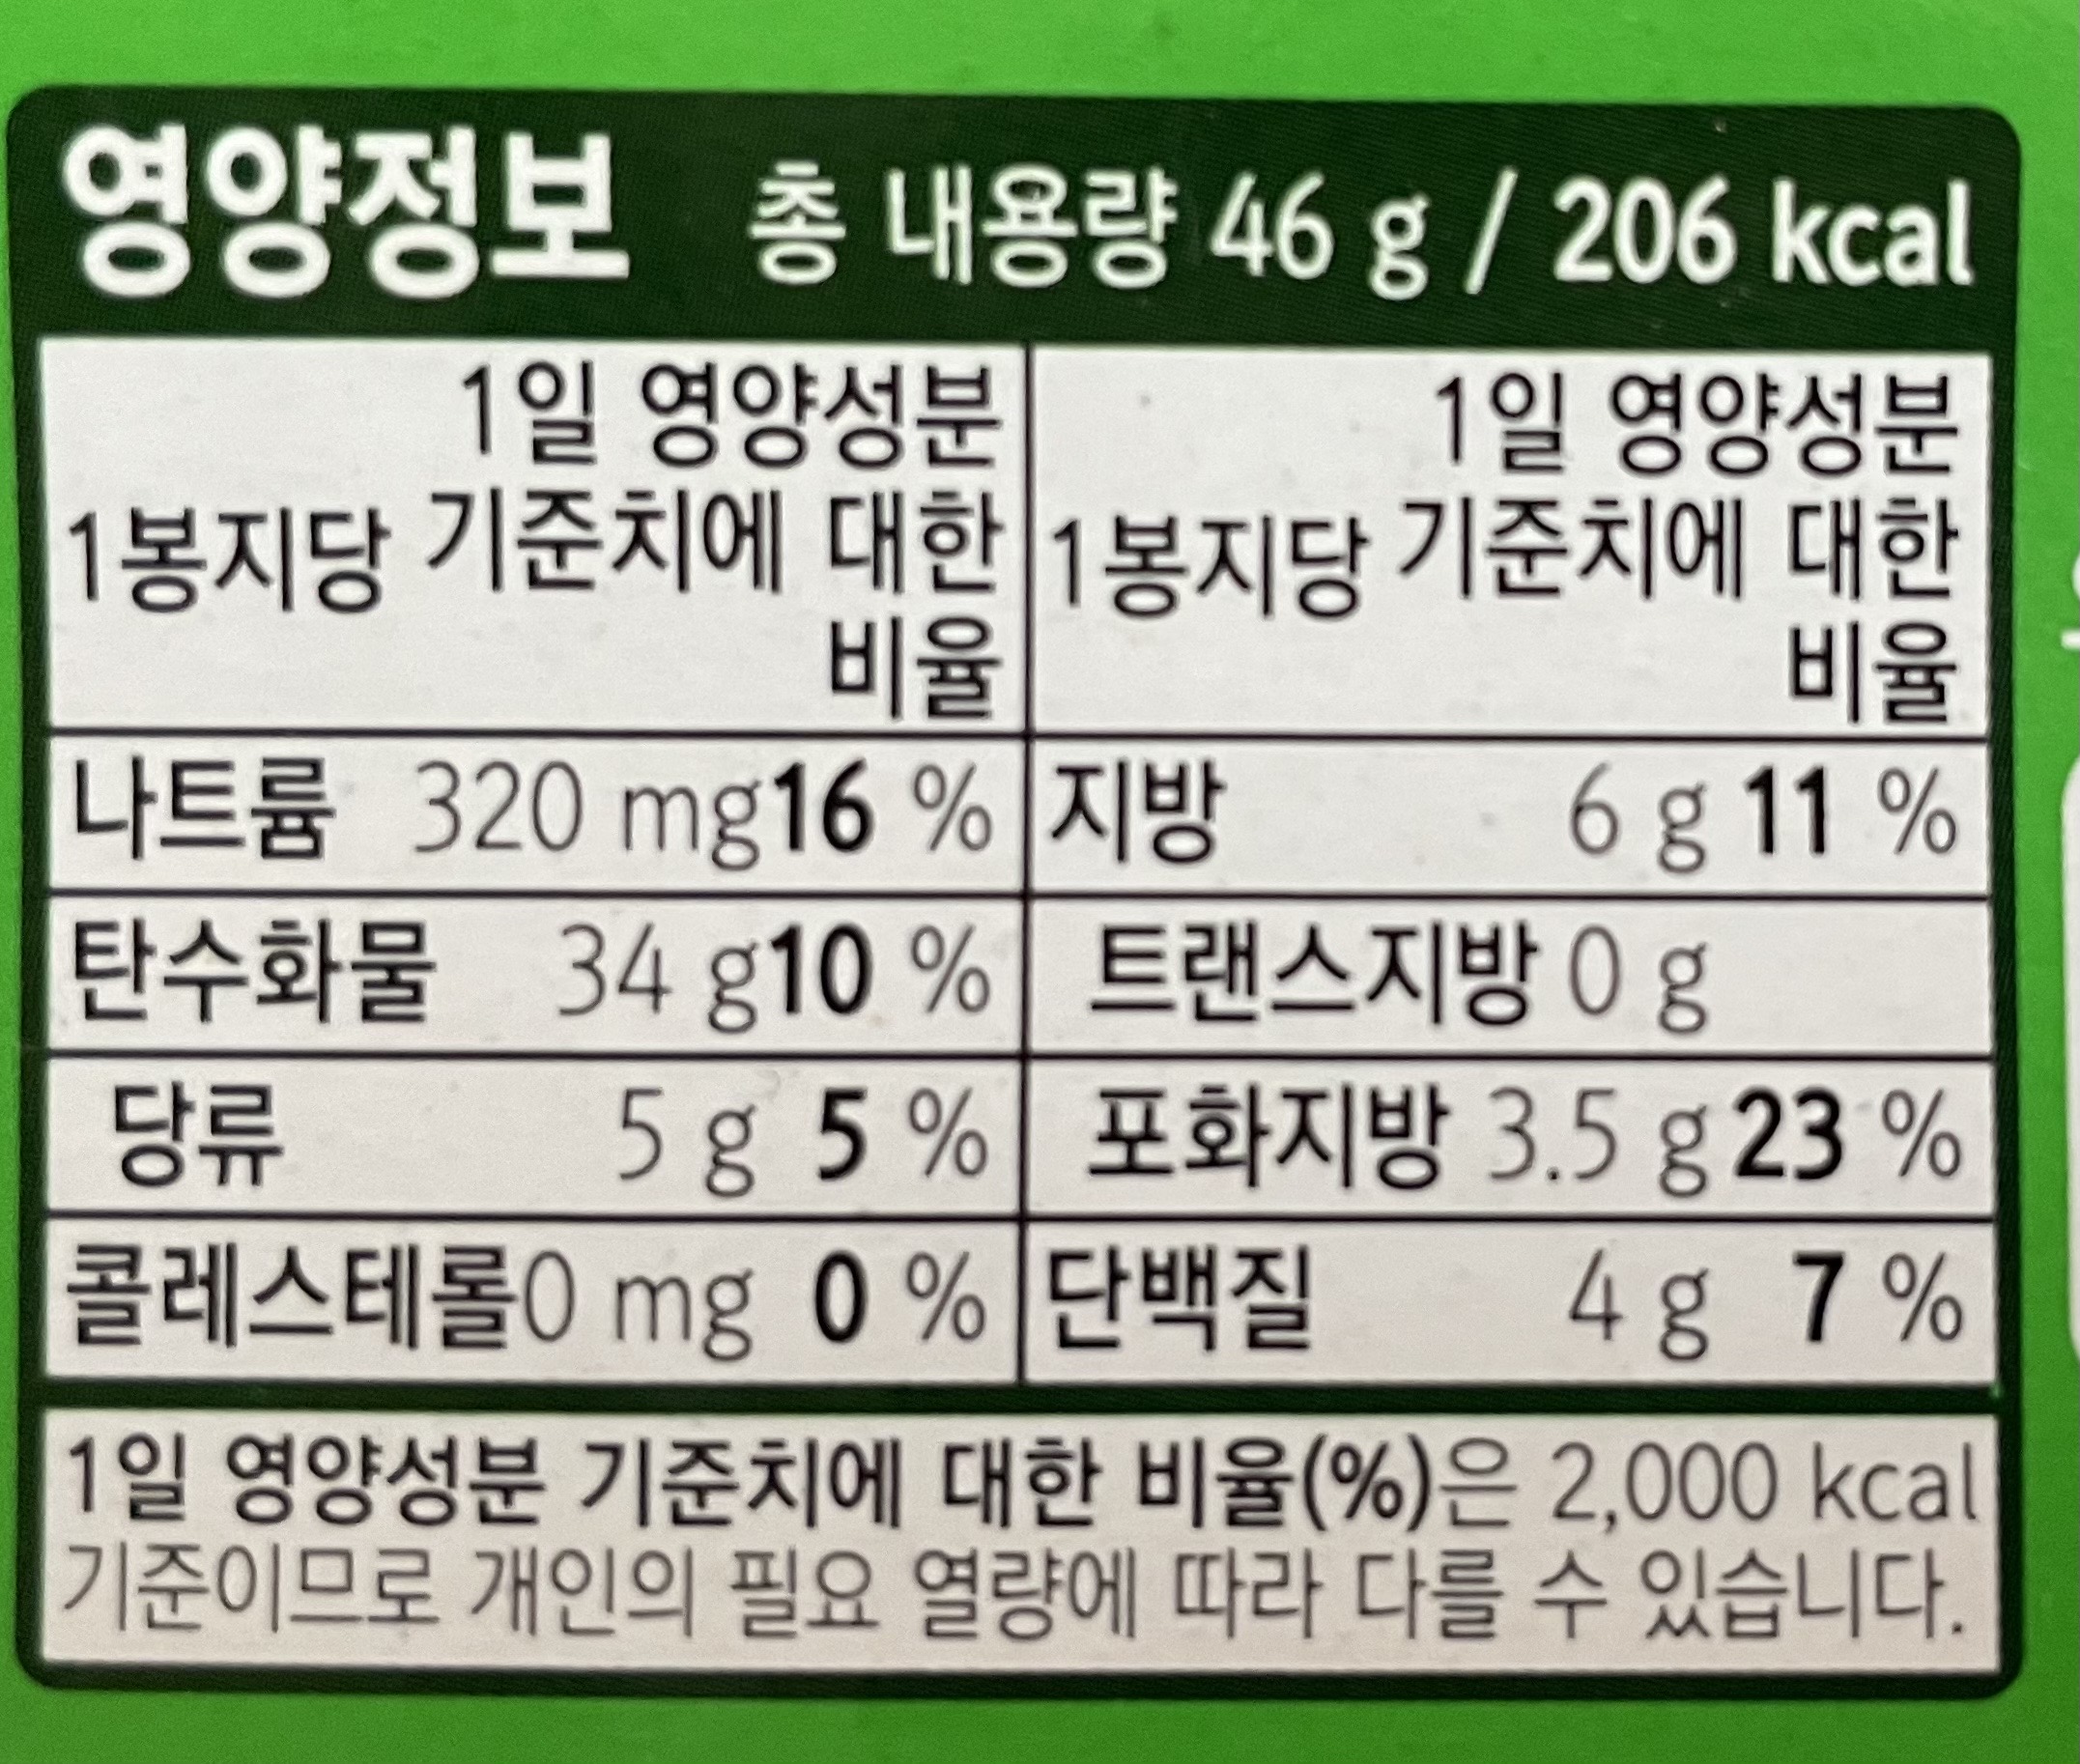 영양정보 총 내용량 46 g / 206 kcal
1봉지당 1일 영양성분 기준치에 대한 비율
1봉지당 1일 영양성분 기준치에 대한 비율
나트륨 320 mg 16 % 지방 6 g 11 %
탄수화물 34 g 10 % 트랜스지방 0 g
당류 5 g 5 % 포화지방 3.5 g 23 %
콜레스테롤 0 mg 0 % 단백질 4 g 7 %
1일 영양성분 기준치에 대한 비율(%)은 2,000 kcal
기준이므로 개인의 필요 열량에 따라 다를 수 있습니다.